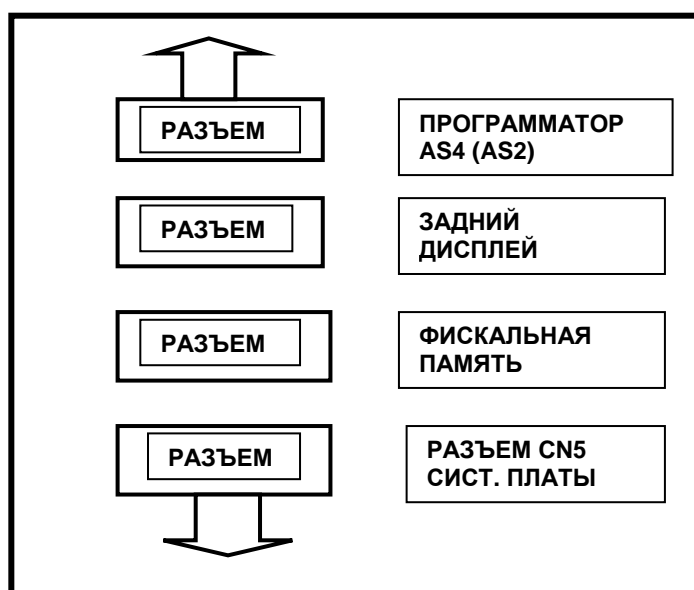 РАЗЪЕМ
ПРОГРАММАТОР
AS4 (AS2)
РАЗЪЕМ
ЗАДНИЙ
ДИСПЛЕЙ
РАЗЪЕМ
ФИСКАЛЬНАЯ
ПАМЯТЬ
РАЗЪЕМ
РАЗЪЕМ CN5
СИСТ. ПЛАТЫ